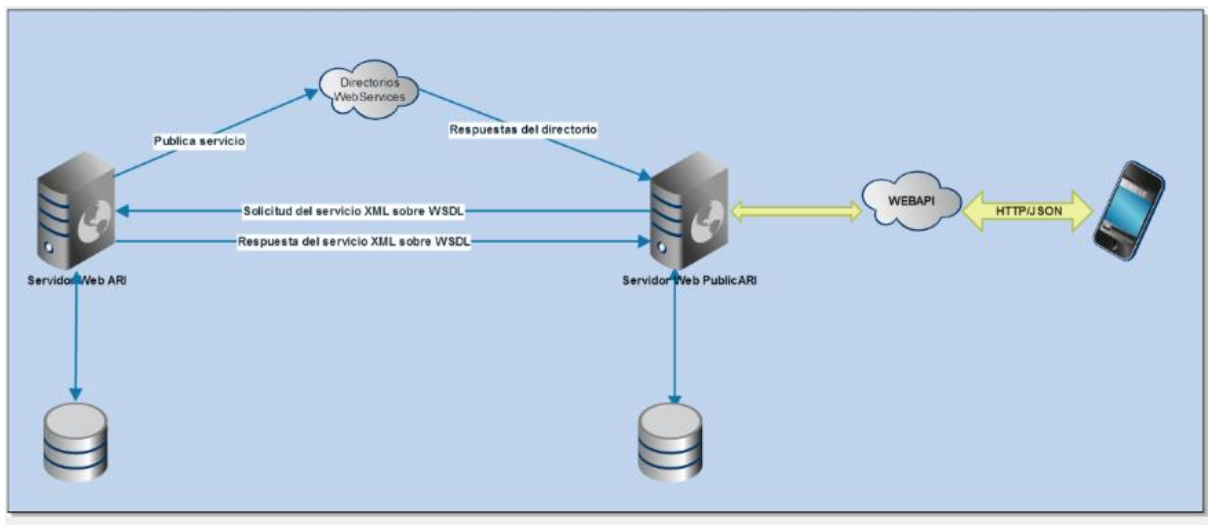 Directorios
WebServices
Publica servicio
Respuestas del directorio
Solicitud del servicio XML sobre WSDL
Respuesta del servicio XML sobre WSDL
WEBAPI
HTTP/JSON
Servidor Web ARI
Servidor Web PublicARI